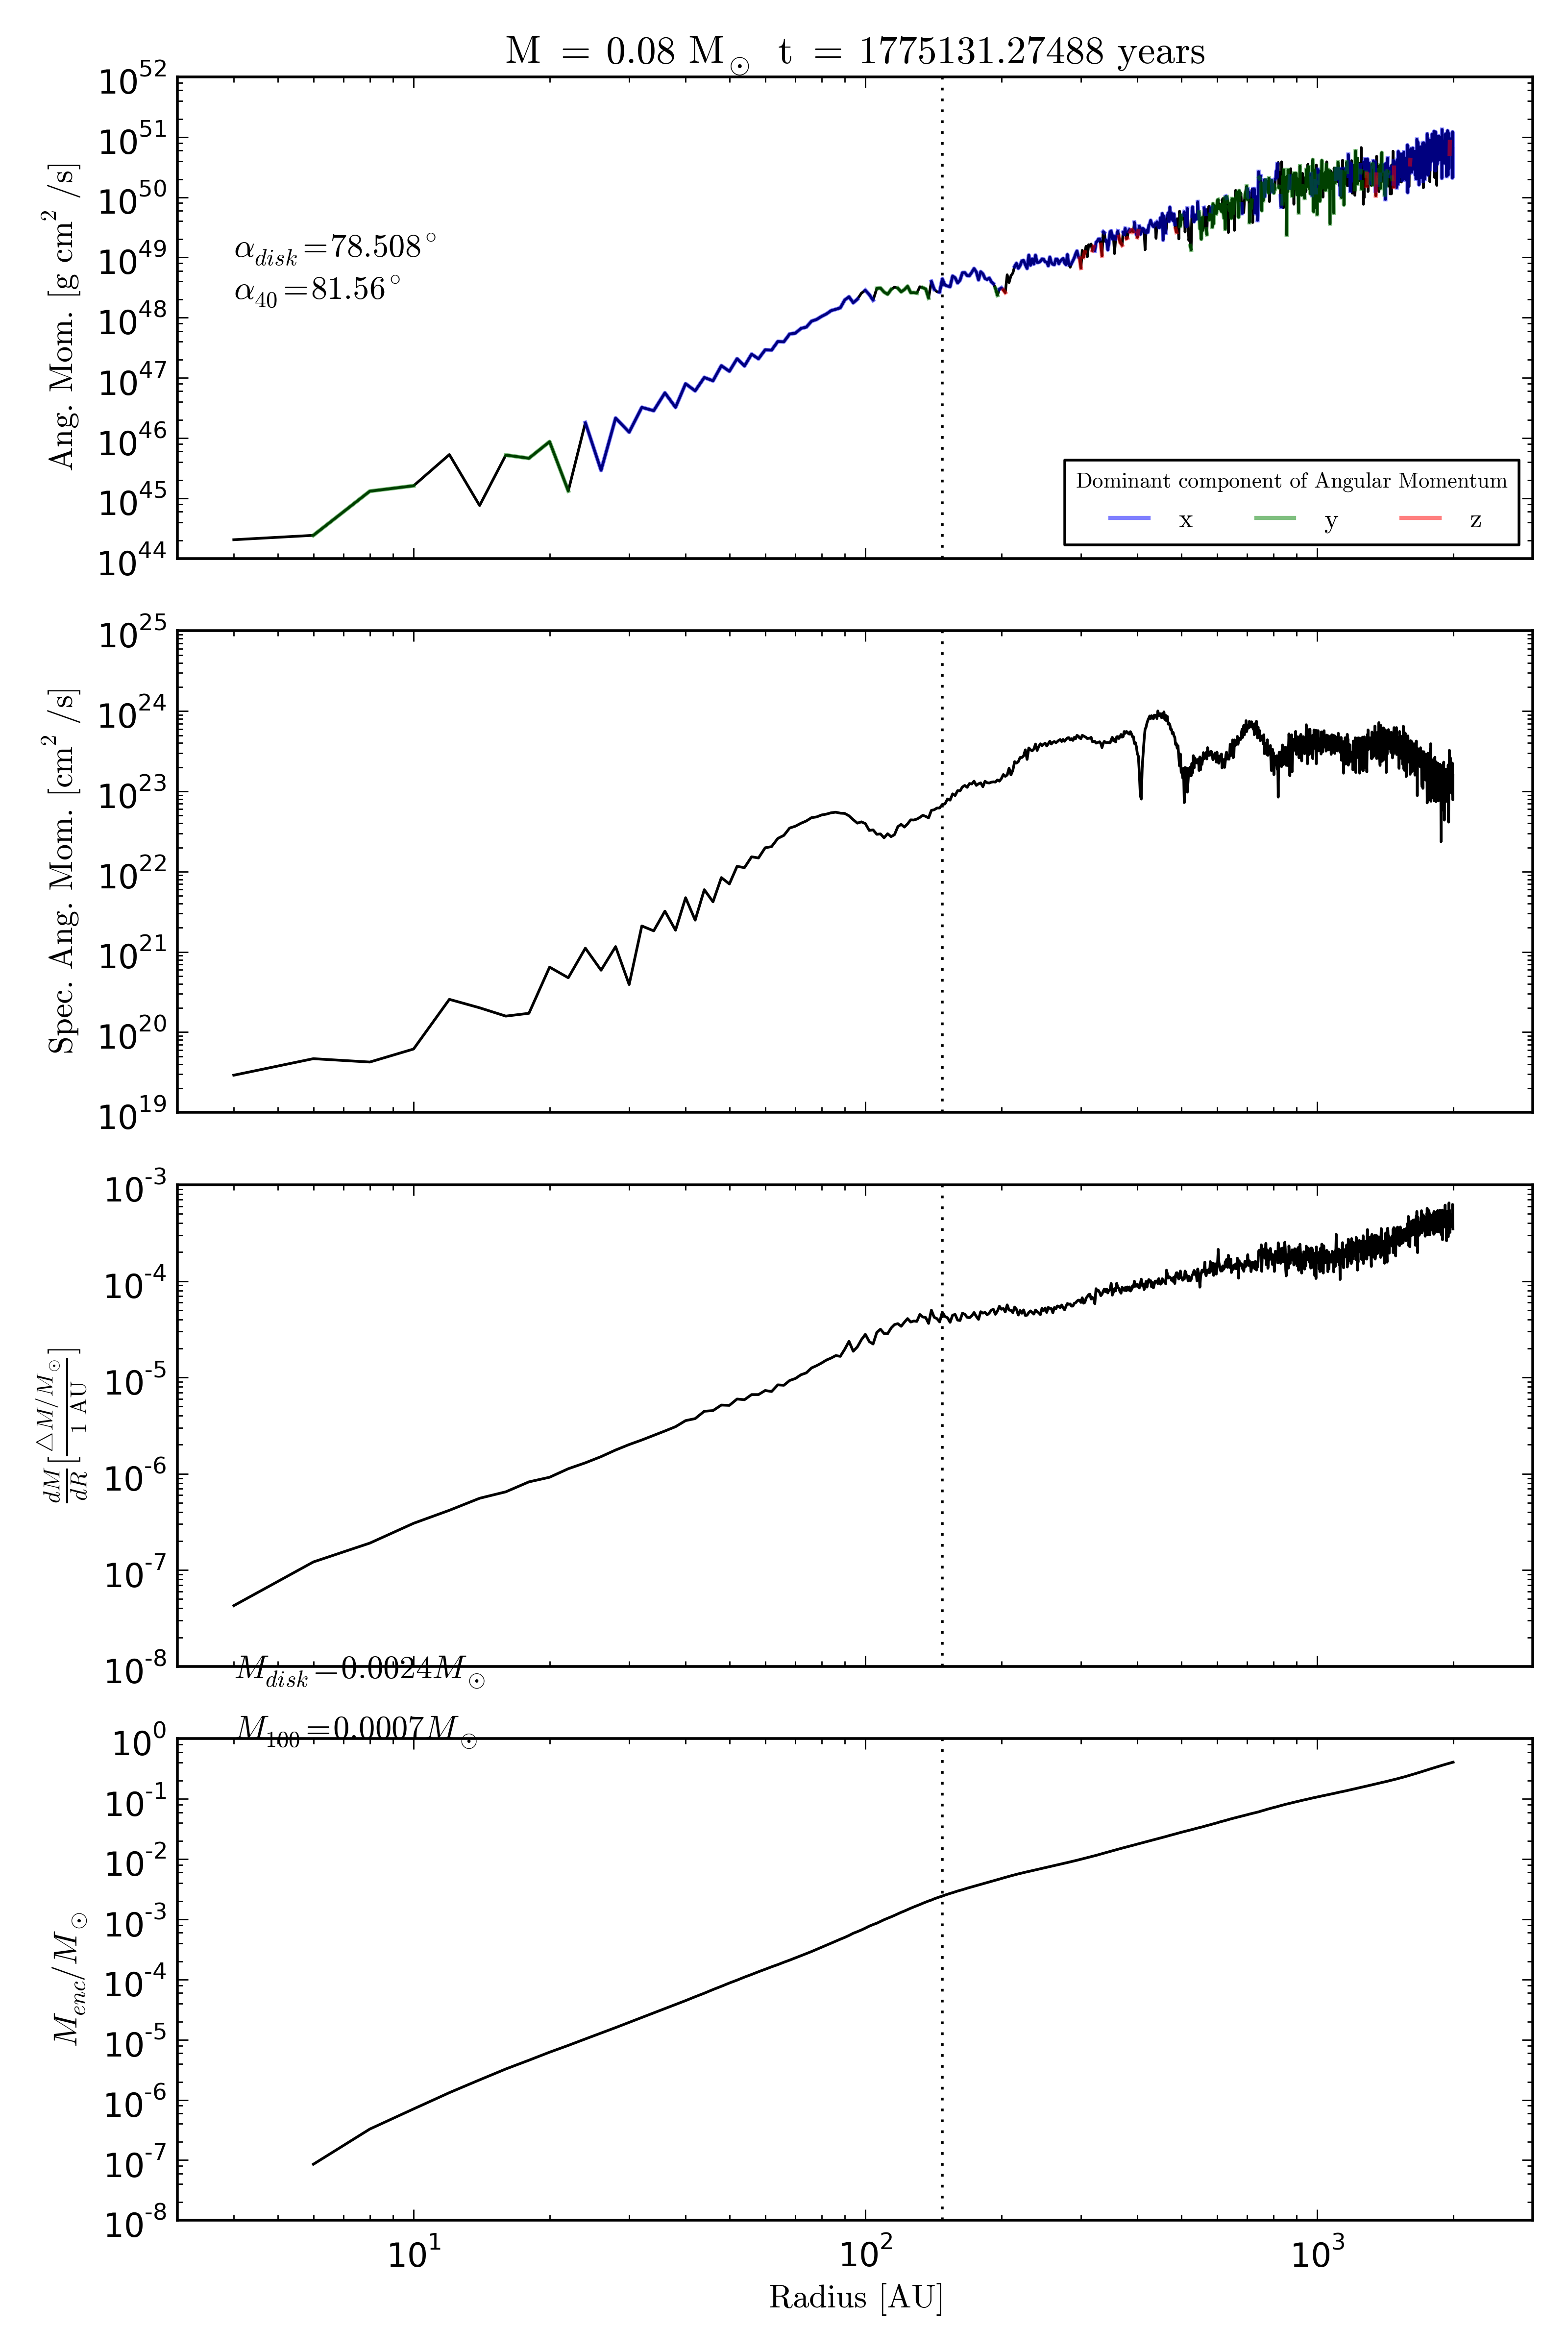 M = 0.08 M⊙ t = 1775131.27488 years
10^52
10^51
10^50
10^49
10^48
10^47
10^46
10^45
10^44
Ang. Mom. [g cm^2 /s]
α_disk = 78.508°
α_40 = 81.56°
Dominant component of Angular Momentum
x y z
10^25
10^24
10^23
10^22
10^21
10^20
10^19
Spec. Ang. Mom. [cm^2 /s]
10^-3
10^-4
10^-5
10^-6
10^-7
10^-8
dM/dR [△M/M⊙ / 1 AU]
M_disk = 0.0024M⊙
M_100 = 0.0007M⊙
10^0
10^-1
10^-2
10^-3
10^-4
10^-5
10^-6
10^-7
10^-8
M_enc/M⊙
10^1 10^2 10^3
Radius [AU]